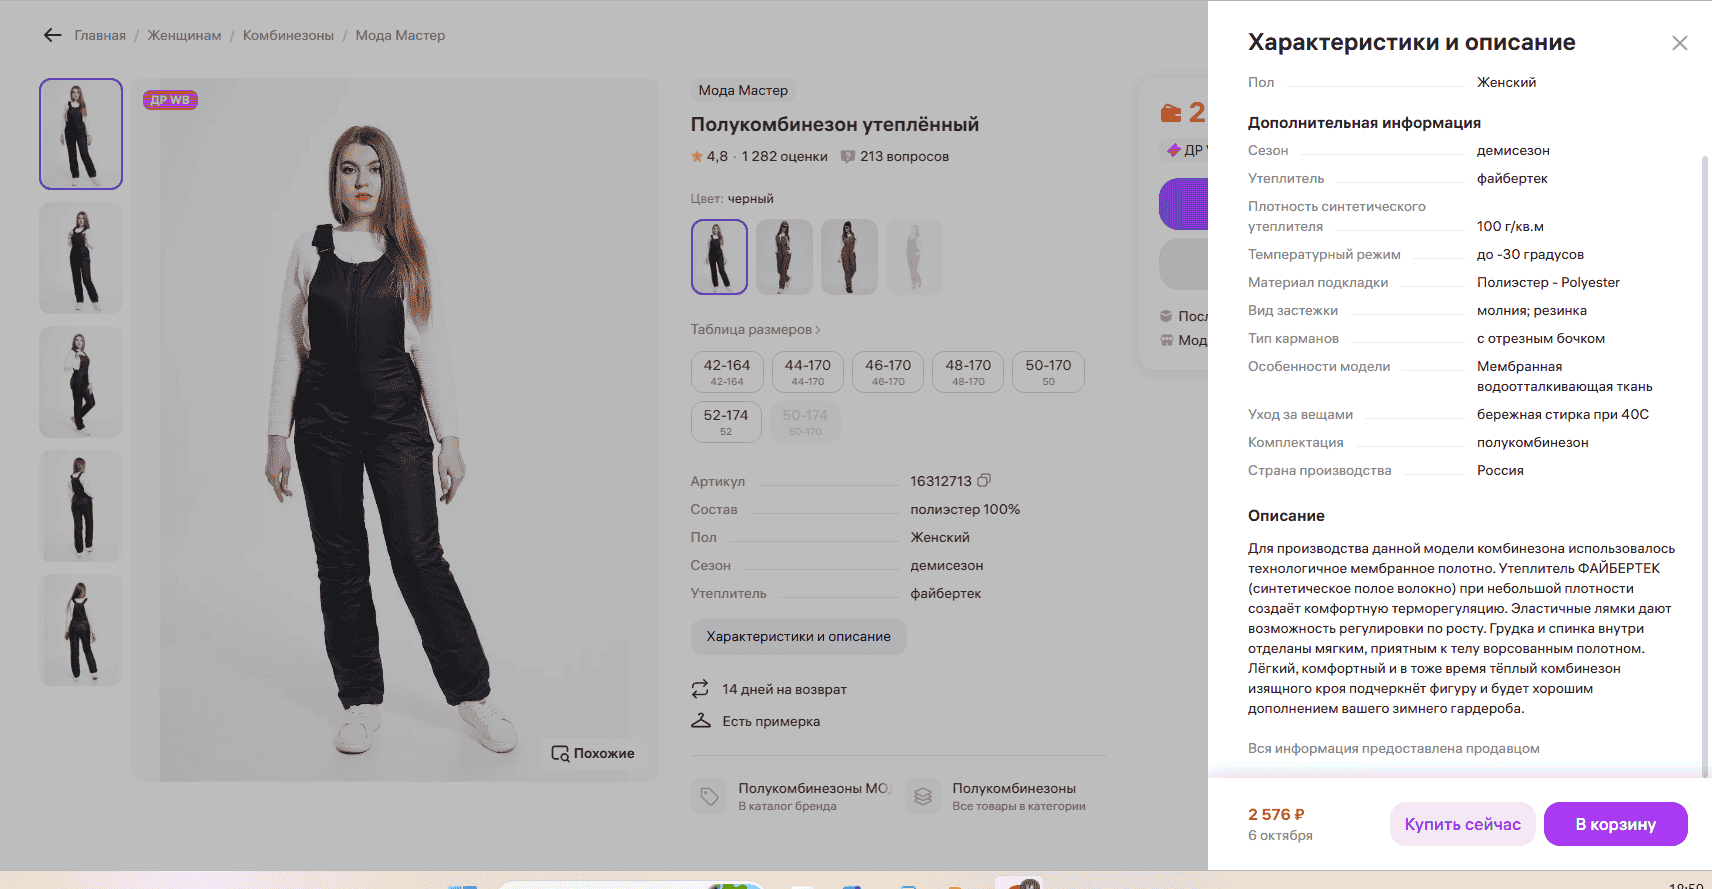 Главная / Женщинам / Комбинезоны / Мода Мастер
ДР WB
Похожие
Мода Мастер
Полукомбинезон утеплённый
4,8 · 1 282 оценки 213 вопросов
Цвет: черный
Таблица размеров
42-164 44-170 46-170 48-170 50-170
42-164 44-170 46-170 48-170 50
52-174 50-174
52 50-170
Артикул 16312713
Состав полиэстер 100%
Пол Женский
Сезон демисезон
Утеплитель файбертек
Характеристики и описание
14 дней на возврат
Есть примерка
Полукомбинезоны МО
В каталог бренда
Полукомбинезоны
Все товары в категории
2
ДР
Посл
Мод
Характеристики и описание
Пол Женский
Дополнительная информация
Сезон демисезон
Утеплитель файбертек
Плотность синтетического
утеплителя 100 г/кв.м
Температурный режим до -30 градусов
Материал подкладки Полиэстер - Polyester
Вид застежки молния; резинка
Тип карманов с отрезным бочком
Особенности модели Мембранная
водоотталкивающая ткань
Уход за вещами бережная стирка при 40С
Комплектация полукомбинезон
Страна производства Россия
Описание
Для производства данной модели комбинезона использовалось
технологичное мембранное полотно. Утеплитель ФАЙБЕРТЕК
(синтетическое полое волокно) при небольшой плотности
создаёт комфортную терморегуляцию. Эластичные лямки дают
возможность регулировки по росту. Грудка и спинка внутри
отделаны мягким, приятным к телу ворсованным полотном.
Лёгкий, комфортный и в тоже время тёплый комбинезон
изящного кроя подчеркнёт фигуру и будет хорошим
дополнением вашего зимнего гардероба.
Вся информация предоставлена продавцом
2 576 ₽
6 октября
Купить сейчас
В корзину